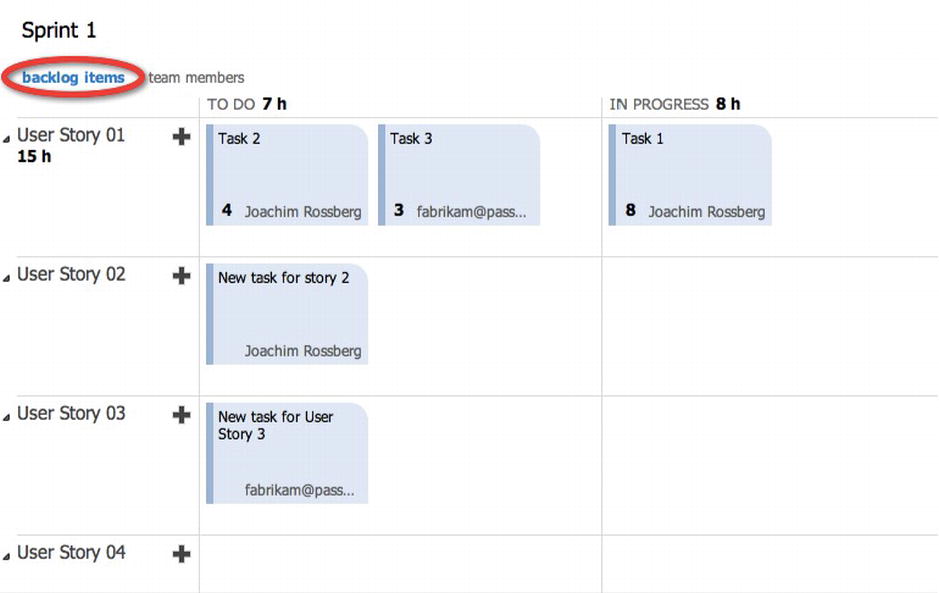 Sprint 1
backlog items team members
TO DO 7 h IN PROGRESS 8 h
User Story 01
15 h
Task 2
4 Joachim Rossberg
Task 3
3 fabrikam@pass...
Task 1
8 Joachim Rossberg
User Story 02
New task for story 2
Joachim Rossberg
User Story 03
New task for User
Story 3
fabrikam@pass...
User Story 04